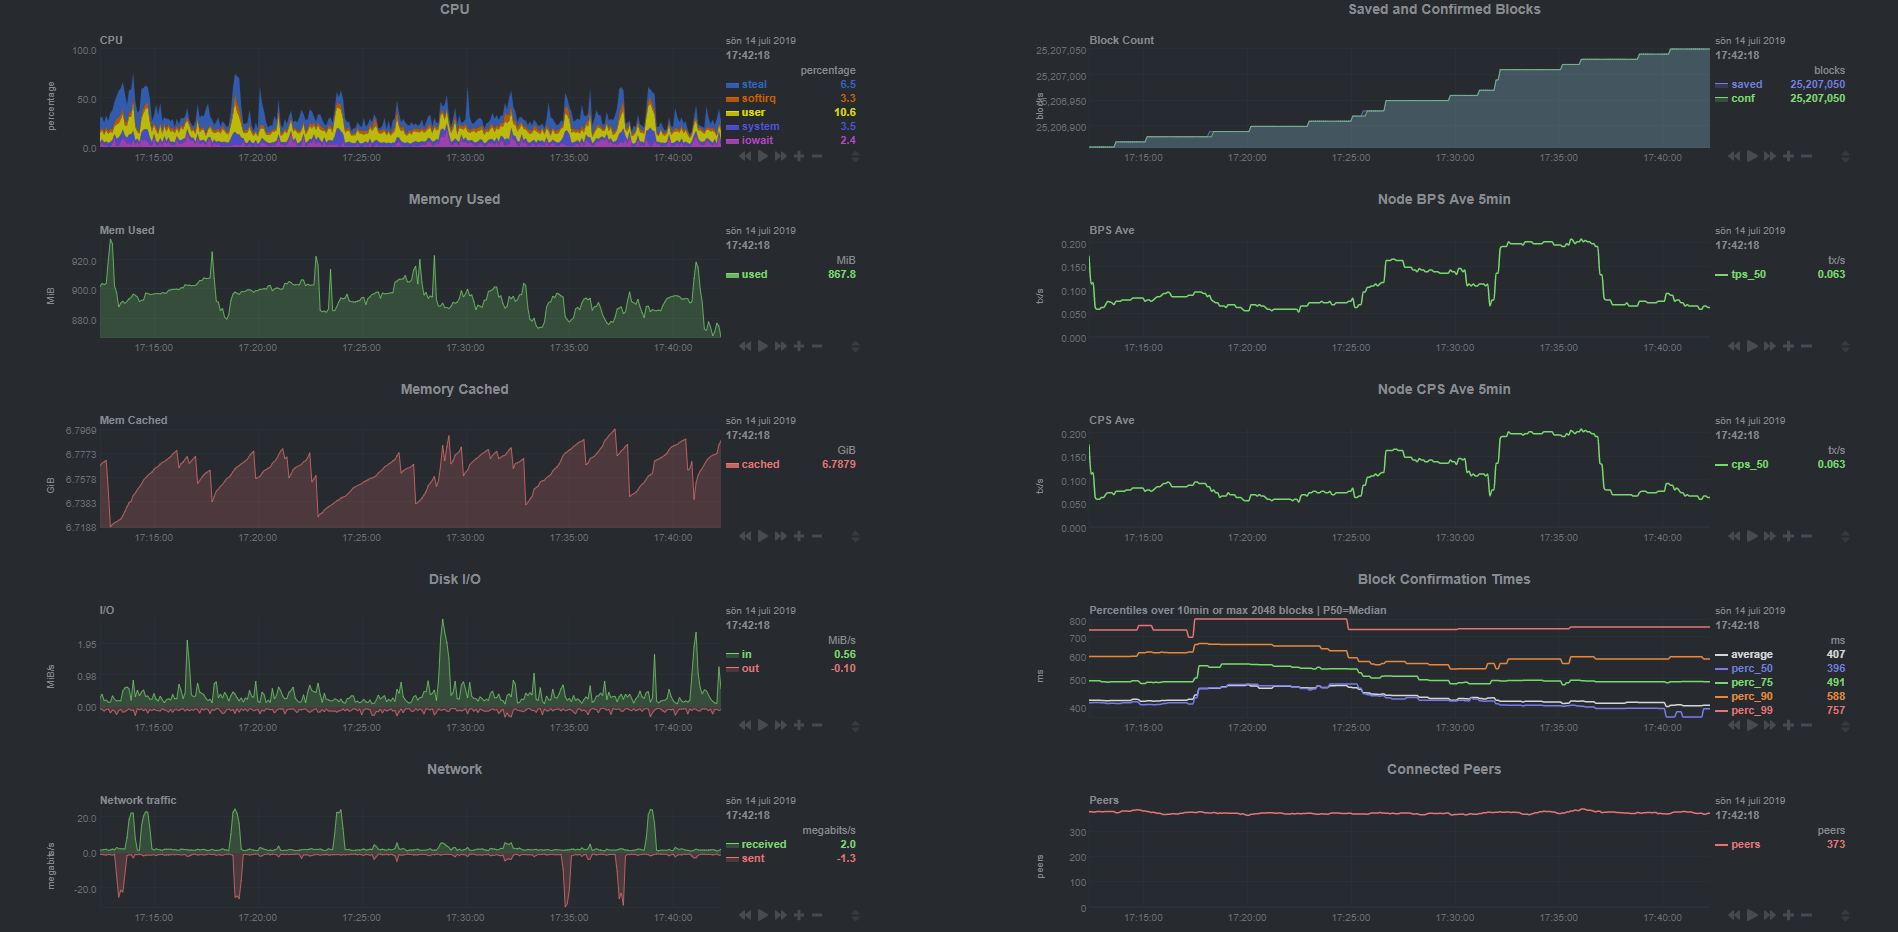 CPU
CPU
sön 14 juli 2019
17:42:18
percentage
steal 6.5
softirq 3.3
user 10.6
system 3.5
iowait 2.4
percentage
100.0
50.0
0.0
17:15:00 17:20:00 17:25:00 17:30:00 17:35:00 17:40:00
Memory Used
Mem Used
sön 14 juli 2019
17:42:18
MiB
used 867.8
MiB
920.0
900.0
880.0
17:15:00 17:20:00 17:25:00 17:30:00 17:35:00 17:40:00
Memory Cached
Mem Cached
sön 14 juli 2019
17:42:18
GiB
cached 6.7879
GiB
6.7969
6.7773
6.7578
6.7383
6.7188
17:15:00 17:20:00 17:25:00 17:30:00 17:35:00 17:40:00
Disk I/O
I/O
sön 14 juli 2019
17:42:18
MiB/s
in 0.56
out -0.10
MiB/s
1.95
0.98
0.00
17:15:00 17:20:00 17:25:00 17:30:00 17:35:00 17:40:00
Network
Network traffic
sön 14 juli 2019
17:42:18
megabits/s
received 2.0
sent -1.3
megabits/s
20.0
0.0
-20.0
17:15:00 17:20:00 17:25:00 17:30:00 17:35:00 17:40:00
Saved and Confirmed Blocks
Block Count
sön 14 juli 2019
17:42:18
blocks
saved 25,207,050
conf 25,207,050
blocks
25,207,050
25,207,000
25,206,950
25,206,900
17:15:00 17:20:00 17:25:00 17:30:00 17:35:00 17:40:00
Node BPS Ave 5min
BPS Ave
sön 14 juli 2019
17:42:18
tx/s
tps_50 0.063
tx/s
0.200
0.150
0.100
0.050
0.000
17:15:00 17:20:00 17:25:00 17:30:00 17:35:00 17:40:00
Node CPS Ave 5min
CPS Ave
sön 14 juli 2019
17:42:18
tx/s
cps_50 0.063
tx/s
0.200
0.150
0.100
0.050
0.000
17:15:00 17:20:00 17:25:00 17:30:00 17:35:00 17:40:00
Block Confirmation Times
Percentiles over 10min or max 2048 blocks | P50=Median
sön 14 juli 2019
17:42:18
ms
average 407
perc_50 396
perc_75 491
perc_90 588
perc_99 757
ms
800
700
600
500
400
17:15:00 17:20:00 17:25:00 17:30:00 17:35:00 17:40:00
Connected Peers
Peers
sön 14 juli 2019
17:42:18
peers
peers 373
peers
300
200
100
0
17:15:00 17:20:00 17:25:00 17:30:00 17:35:00 17:40:00